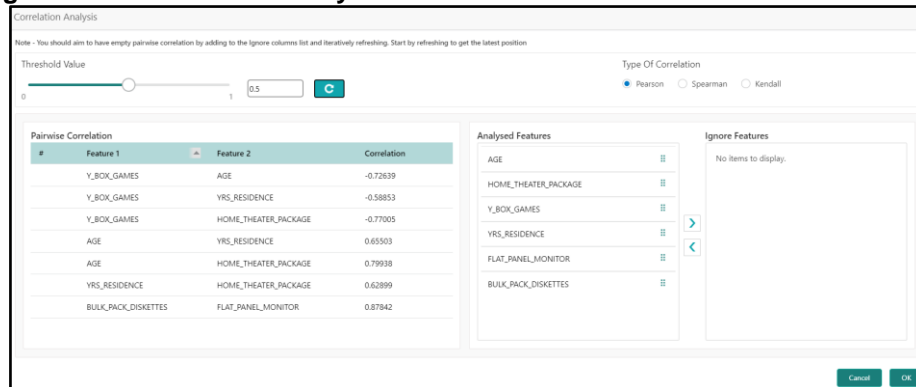 Correlation Analysis
Note - You should aim to have empty pairwise correlation by adding to the Ignore columns list and iteratively refreshing. Start by refreshing to get the latest position
Threshold Value
0
1
0.5
Type Of Correlation
Pearson Spearman Kendall
Pairwise Correlation
# Feature 1 Feature 2 Correlation
Y_BOX_GAMES AGE -0.72639
Y_BOX_GAMES YRS_RESIDENCE -0.58853
Y_BOX_GAMES HOME_THEATER_PACKAGE -0.77005
AGE YRS_RESIDENCE 0.65503
AGE HOME_THEATER_PACKAGE 0.79938
YRS_RESIDENCE HOME_THEATER_PACKAGE 0.62899
BULK_PACK_DISKETTES FLAT_PANEL_MONITOR 0.87842
Analysed Features
AGE
HOME_THEATER_PACKAGE
Y_BOX_GAMES
YRS_RESIDENCE
FLAT_PANEL_MONITOR
BULK_PACK_DISKETTES
Ignore Features
No items to display.
Cancel OK